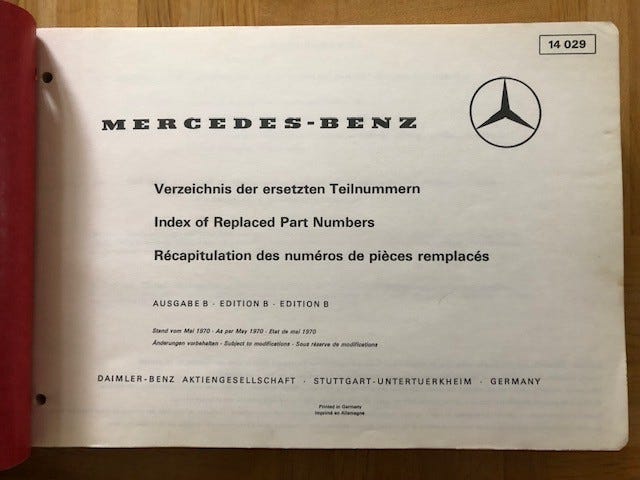 14 029
MERCEDES-BENZ
Verzeichnis der ersetzten Teilnummern
Index of Replaced Part Numbers
Récapitulation des numéros de pièces remplacés
AUSGABE B · EDITION B · EDITION B
Stand vom Mai 1970 · As per May 1970 · Etat de mai 1970
Änderungen vorbehalten · Subject to modifications · Sous réserve de modifications
DAIMLER-BENZ AKTIENGESELLSCHAFT · STUTTGART-UNTERTUERKHEIM · GERMANY
Printed in Germany
Imprimé en Allemagne